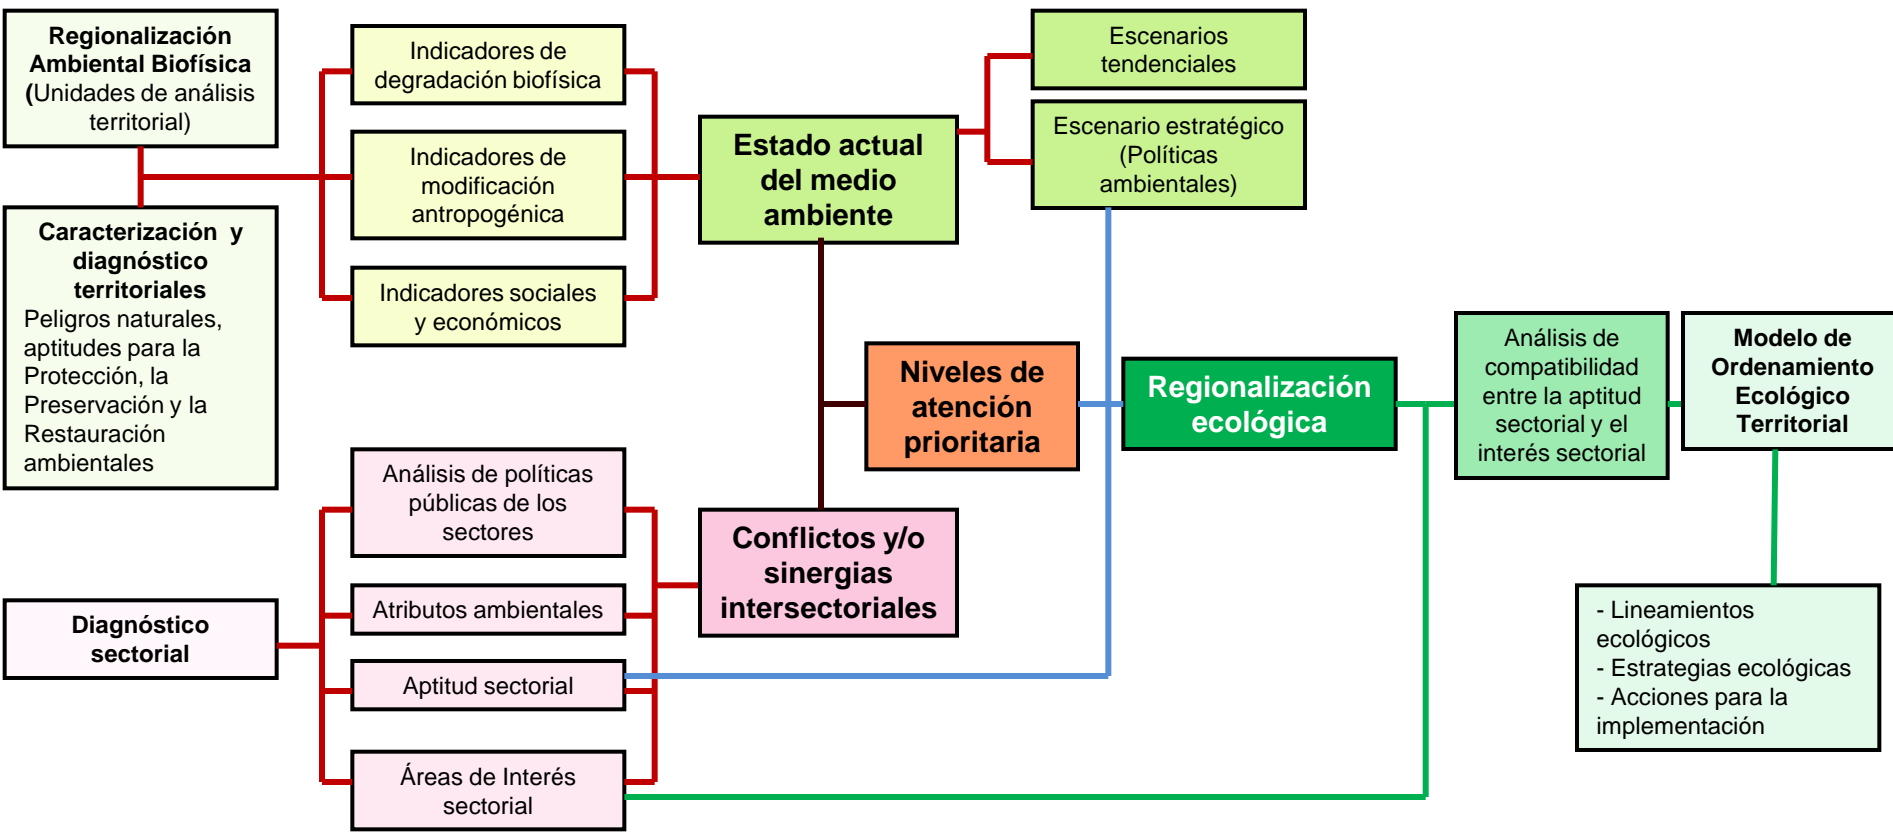 Regionalización
Ambiental Biofísica
(Unidades de análisis
territorial)
Caracterización y
diagnóstico
territoriales
Peligros naturales,
aptitudes para la
Protección, la
Preservación y la
Restauración
ambientales
Diagnóstico
sectorial
Indicadores de
degradación biofísica
Indicadores de
modificación
antropogénica
Indicadores sociales
y económicos
Análisis de políticas
públicas de los
sectores
Atributos ambientales
Aptitud sectorial
Áreas de Interés
sectorial
Estado actual
del medio
ambiente
Conflictos y/o
sinergias
intersectoriales
Escenarios
tendenciales
Escenario estratégico
(Políticas
ambientales)
Niveles de
atención
prioritaria
Regionalización
ecológica
Análisis de
compatibilidad
entre la aptitud
sectorial y el
interés sectorial
Modelo de
Ordenamiento
Ecológico
Territorial
- Lineamientos
ecológicos
- Estrategias ecológicas
- Acciones para la
implementación